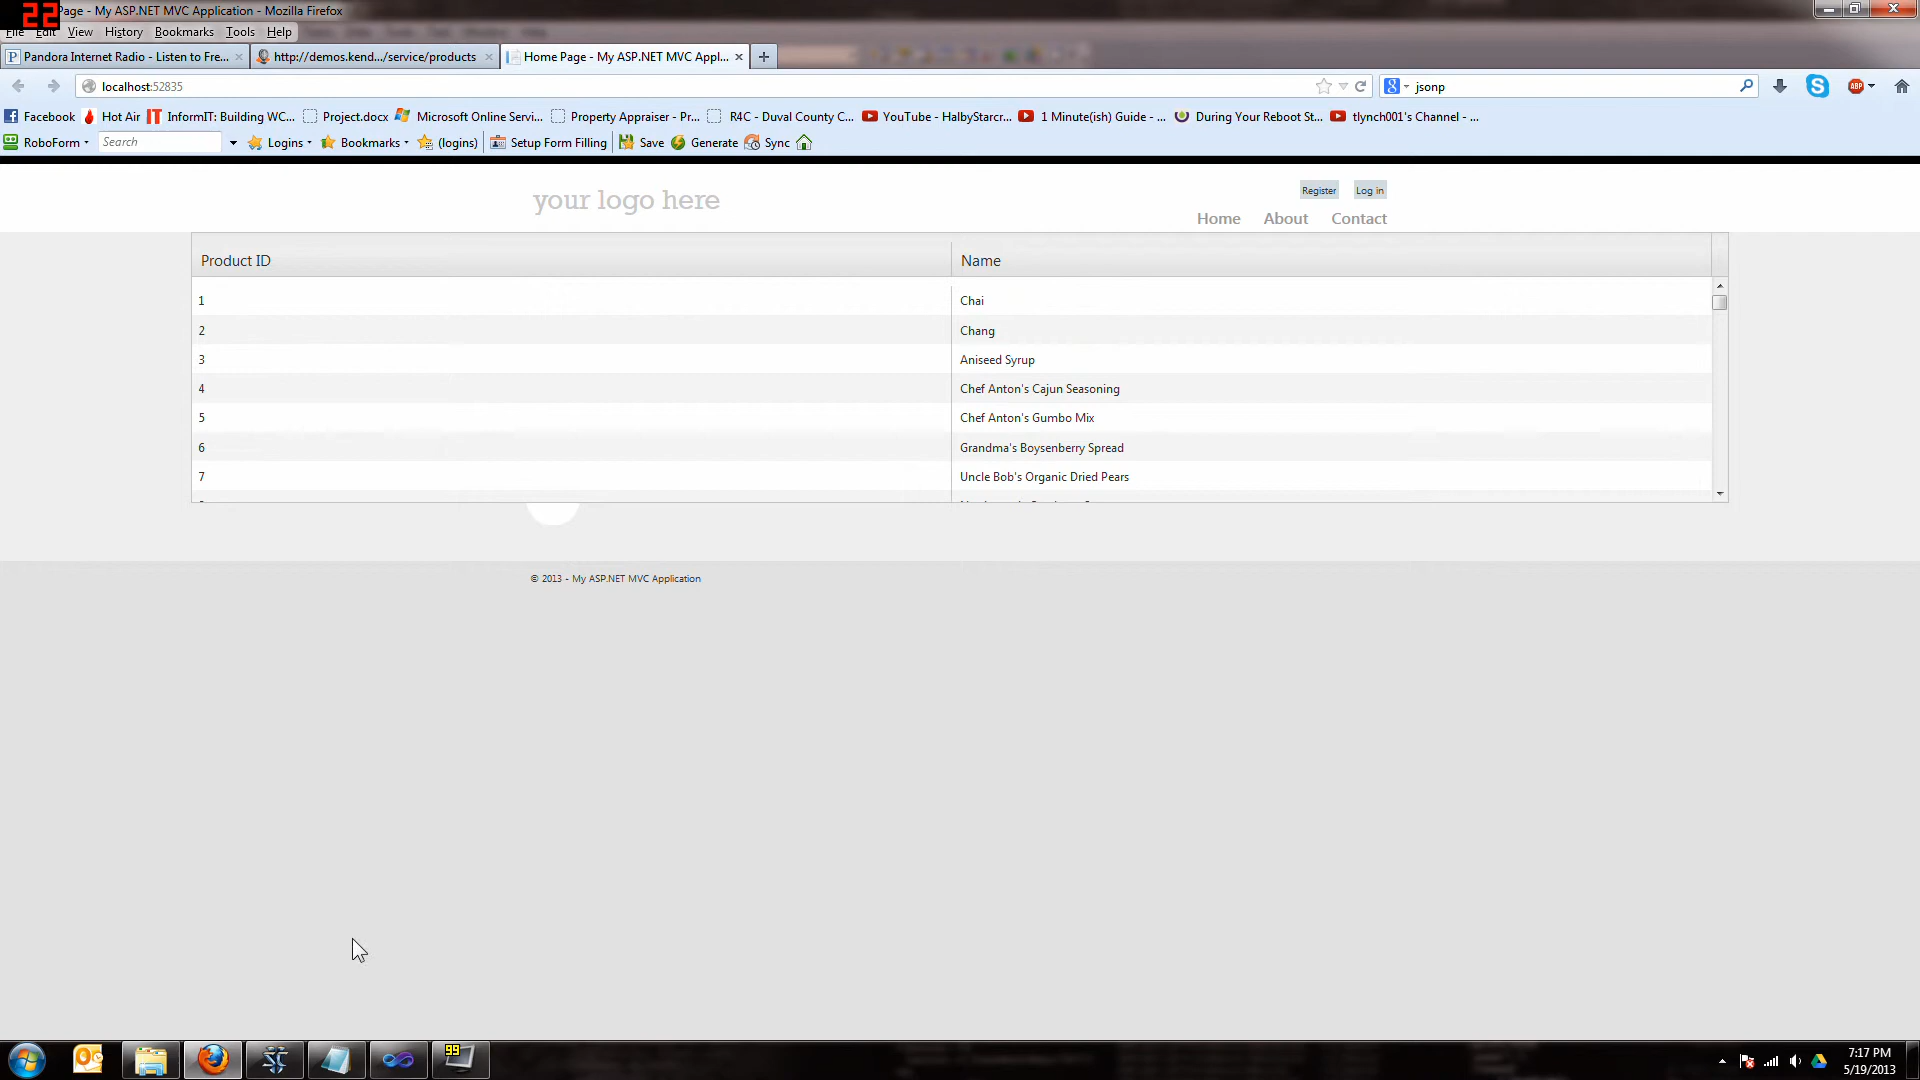 22
Page - My ASP.NET MVC Application - Mozilla Firefox
File Edit View History Bookmarks Tools Help
Pandora Internet Radio - Listen to Fre... http://demos.kend.../service/products Home Page - My ASP.NET MVC Appl...
localhost:52835 jsonp
Facebook Hot Air InformIT: Building WC... Project.docx Microsoft Online Servi... Property Appraiser - Pr... R4C - Duval County C... YouTube - HalbyStarcr... 1 Minute(ish) Guide - ... During Your Reboot St... tlynch001's Channel - ...
RoboForm Search Logins Bookmarks (logins) Setup Form Filling Save Generate Sync
your logo here
Register Log in
Home About Contact
Product ID Name
1 Chai
2 Chang
3 Aniseed Syrup
4 Chef Anton's Cajun Seasoning
5 Chef Anton's Gumbo Mix
6 Grandma's Boysenberry Spread
7 Uncle Bob's Organic Dried Pears
© 2013 - My ASP.NET MVC Application
99
7:17 PM
5/19/2013